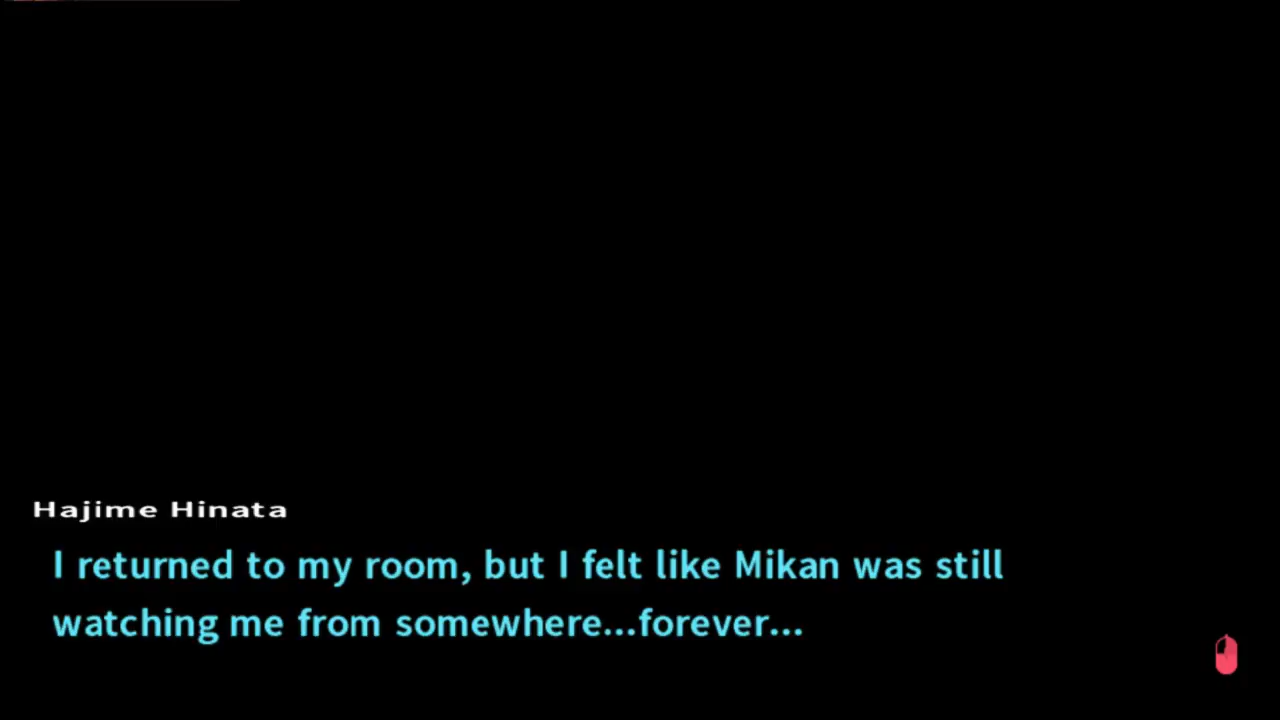 Hajime Hinata
I returned to my room, but I felt like Mikan was still
watching me from somewhere...forever...